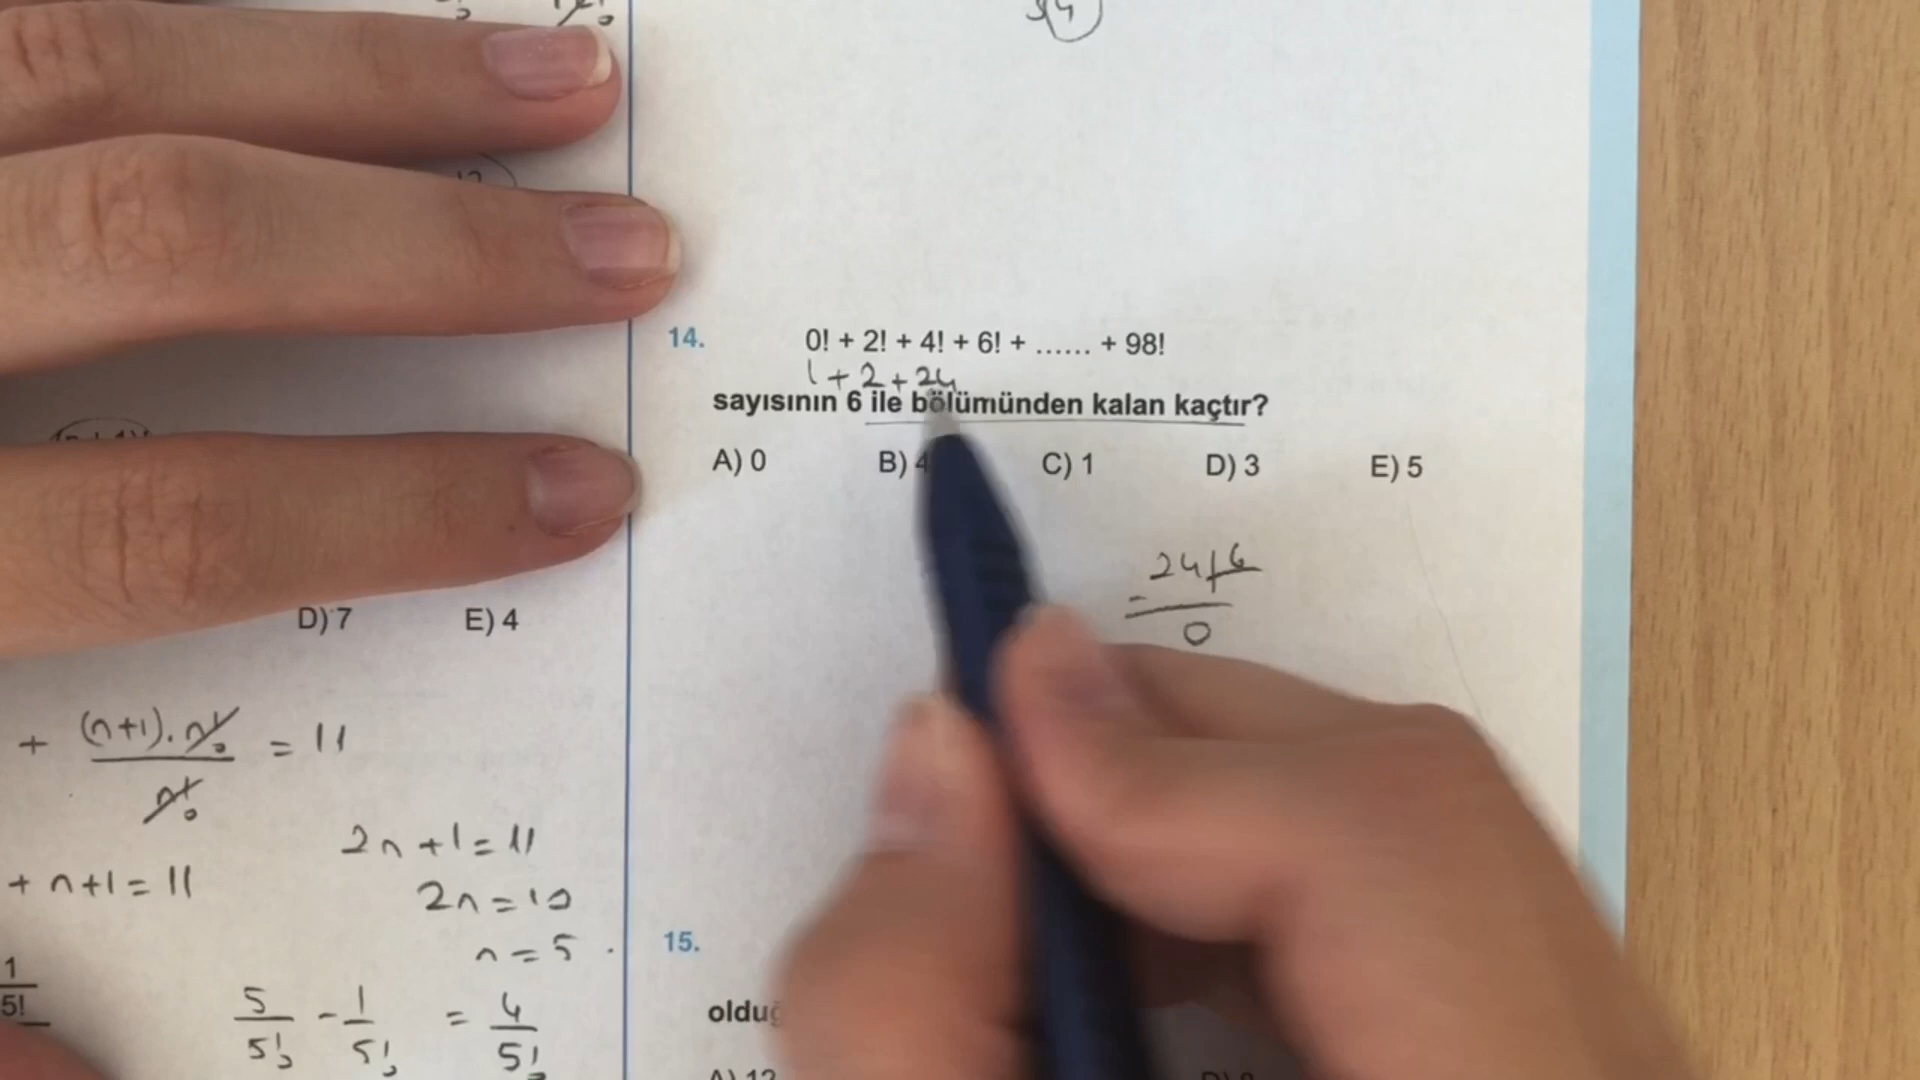 D) 7 E) 4
+ (n+1).n! / n! = 11
2n+1=11
+ n+1=11
2n=10
n=5
1/5!
5/5! - 1/5! = 4/5!
14. 0! + 2! + 4! + 6! + ...... + 98!
1+2+24
sayısının 6 ile bölümünden kalan kaçtır?
A) 0 B) 4 C) 1 D) 3 E) 5
24 6
-
0
15.
A) 12